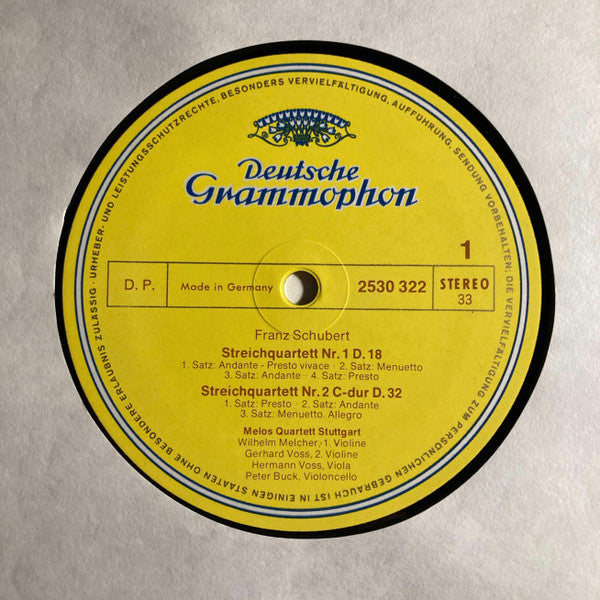 URHEBER- UND LEISTUNGSSCHUTZRECHTE, BESONDERS VERVIELFÄLTIGUNG, AUFFÜHRUNG, SENDUNG VORBEHALTEN; DIE VERVIELFÄLTIGUNG ZUM PERSÖNLICHEN GEBRAUCH IST IN EINIGEN STAATEN OHNE BESONDERE ERLAUBNIS ZULÄSSIG ·
Deutsche
Grammophon
1
D. P.
Made in Germany
2530 322
STEREO
33
Franz Schubert
Streichquartett Nr. 1 D. 18
1. Satz: Andante - Presto vivace · 2. Satz: Menuetto
3. Satz: Andante · 4. Satz: Presto
Streichquartett Nr. 2 C-dur D. 32
1. Satz: Presto · 2. Satz: Andante
3. Satz: Menuetto, Allegro
Melos Quartett Stuttgart
Wilhelm Melcher, 1. Violine
Gerhard Voss, 2. Violine
Hermann Voss, Viola
Peter Buck, Violoncello